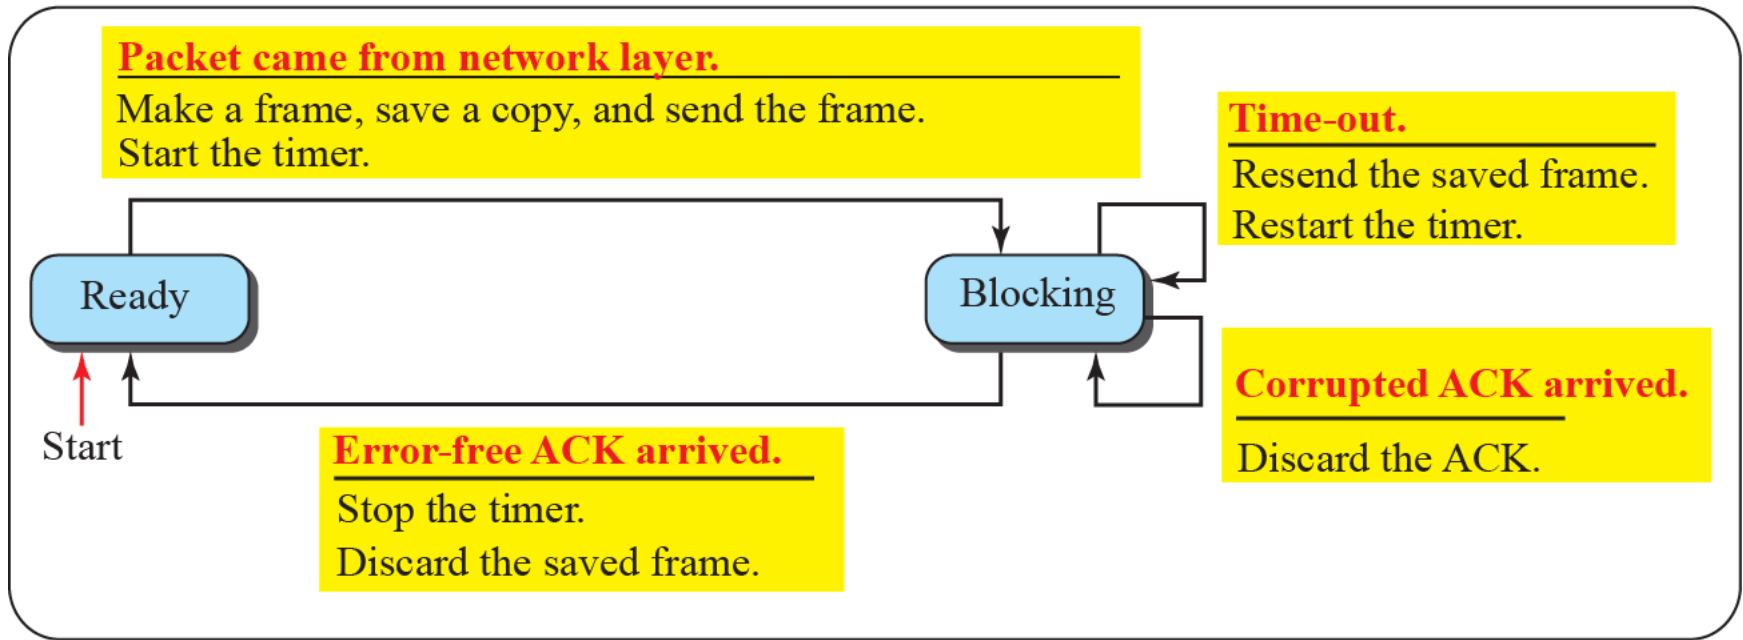 Packet came from network layer.
Make a frame, save a copy, and send the frame.
Start the timer.
Time-out.
Resend the saved frame.
Restart the timer.
Ready
Blocking
Corrupted ACK arrived.
Discard the ACK.
Start
Error-free ACK arrived.
Stop the timer.
Discard the saved frame.